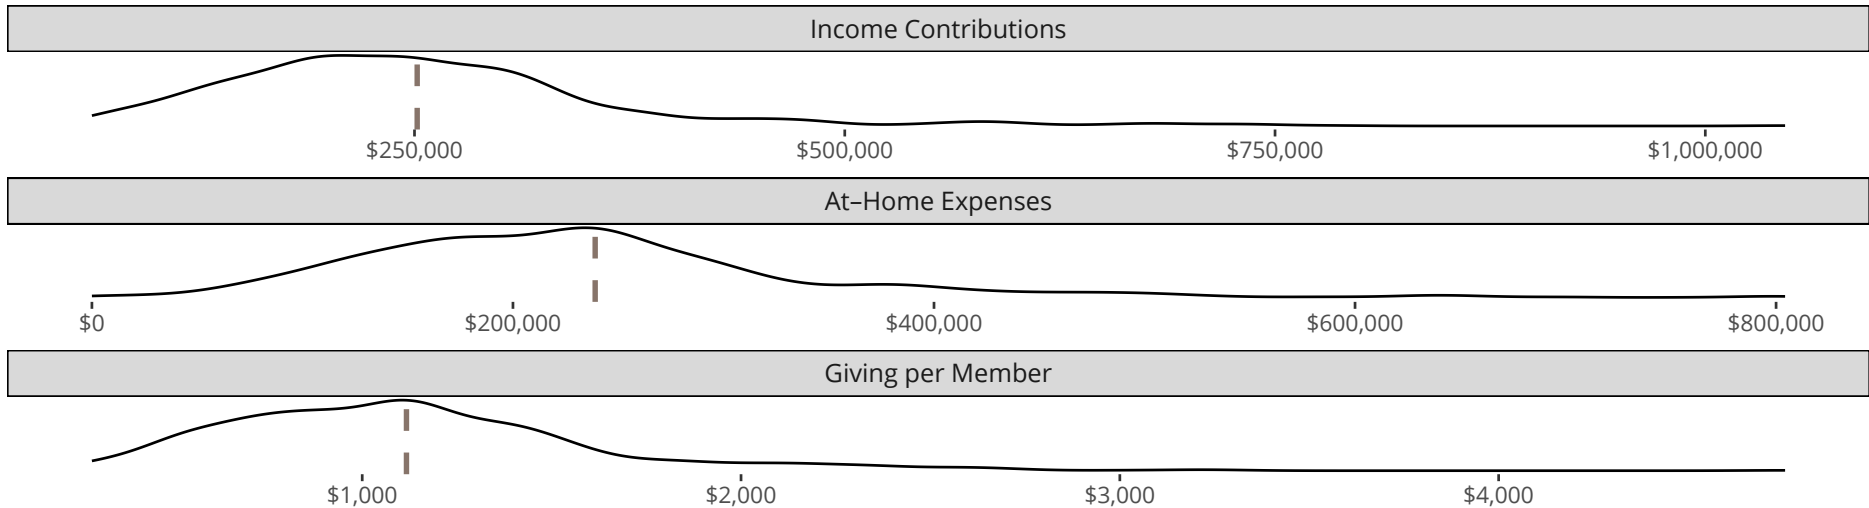 Income Contributions
$250,000 $500,000 $750,000 $1,000,000
At–Home Expenses
$0 $200,000 $400,000 $600,000 $800,000
Giving per Member
$1,000 $2,000 $3,000 $4,000